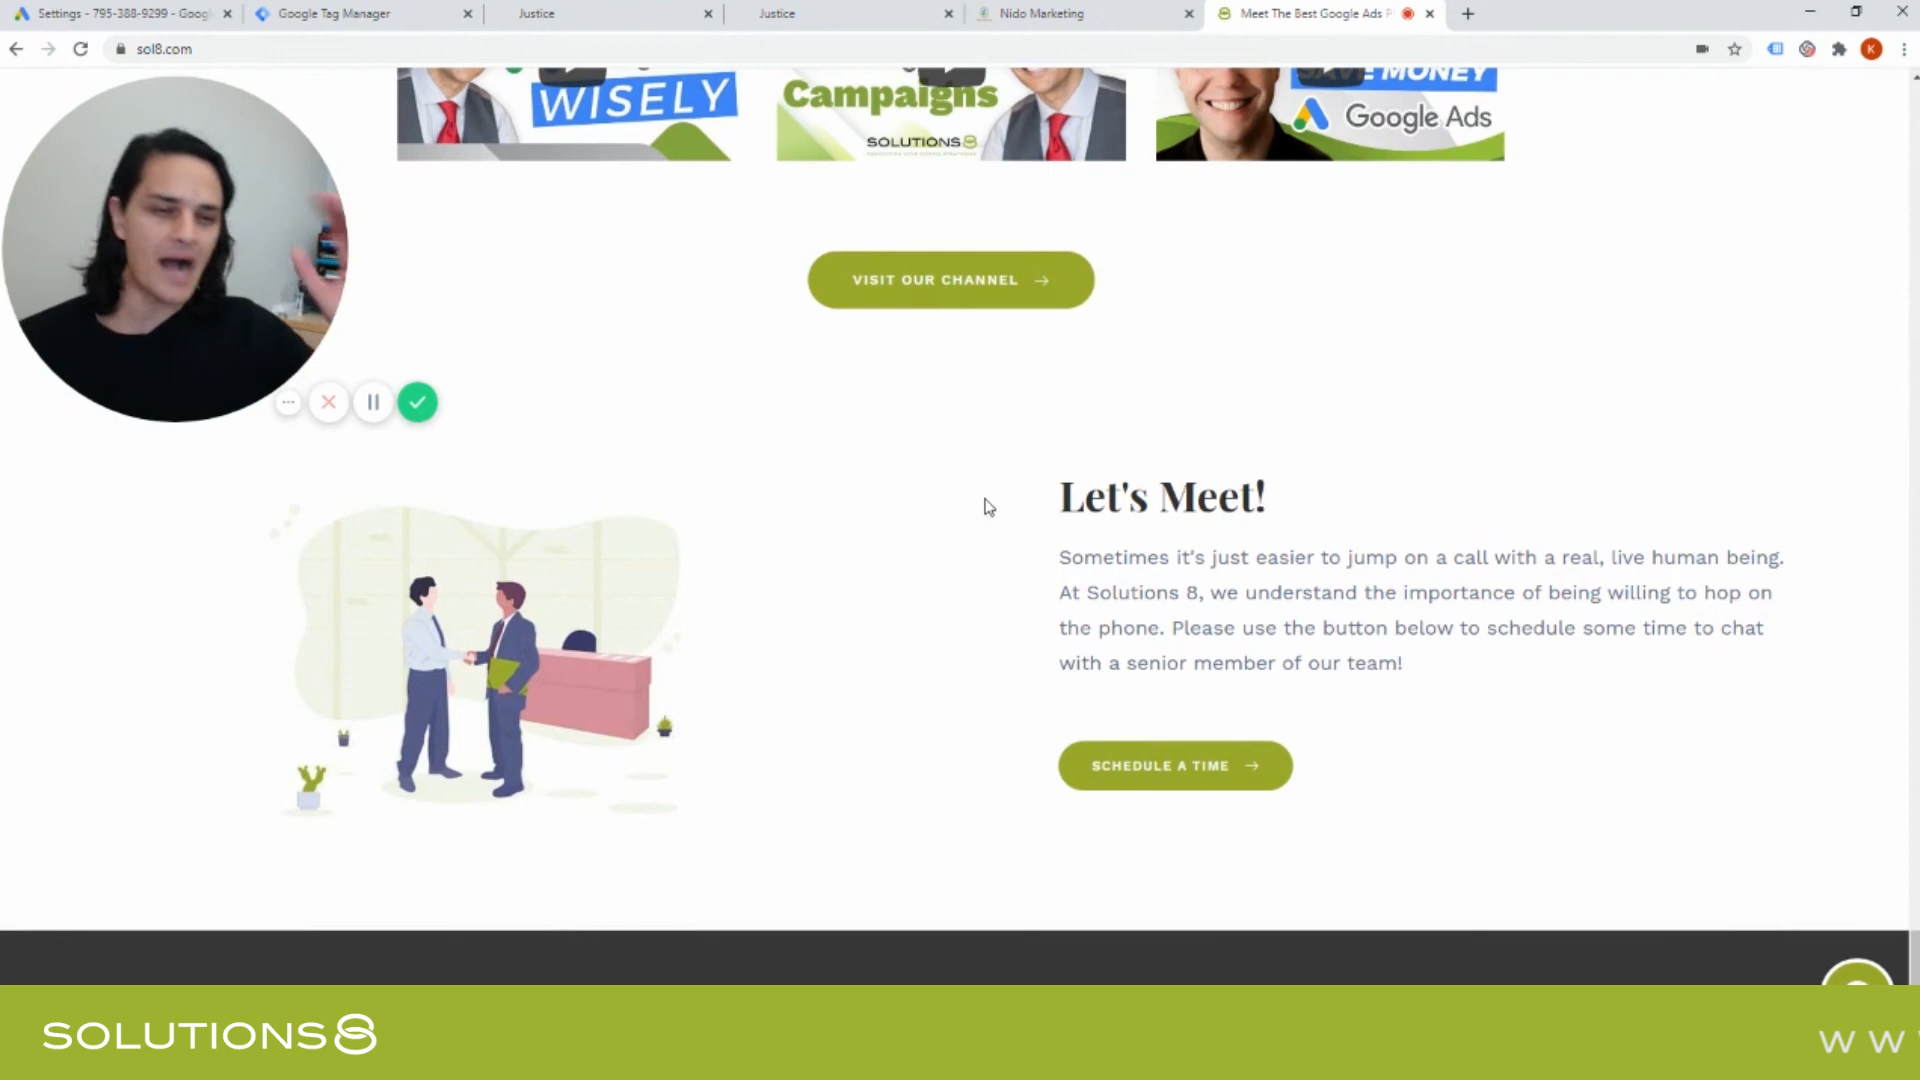 Settings - 795-388-9299 - Goog
Google Tag Manager
Justice
Justice
Nido Marketing
Meet The Best Google Ads P
sol8.com
K
WISELY
Campaigns
SOLUTIONS8
SAVE MONEY
Google Ads
VISIT OUR CHANNEL
Let's Meet!
Sometimes it's just easier to jump on a call with a real, live human being.
At Solutions 8, we understand the importance of being willing to hop on
the phone. Please use the button below to schedule some time to chat
with a senior member of our team!
SCHEDULE A TIME
SOLUTIONS8
WW